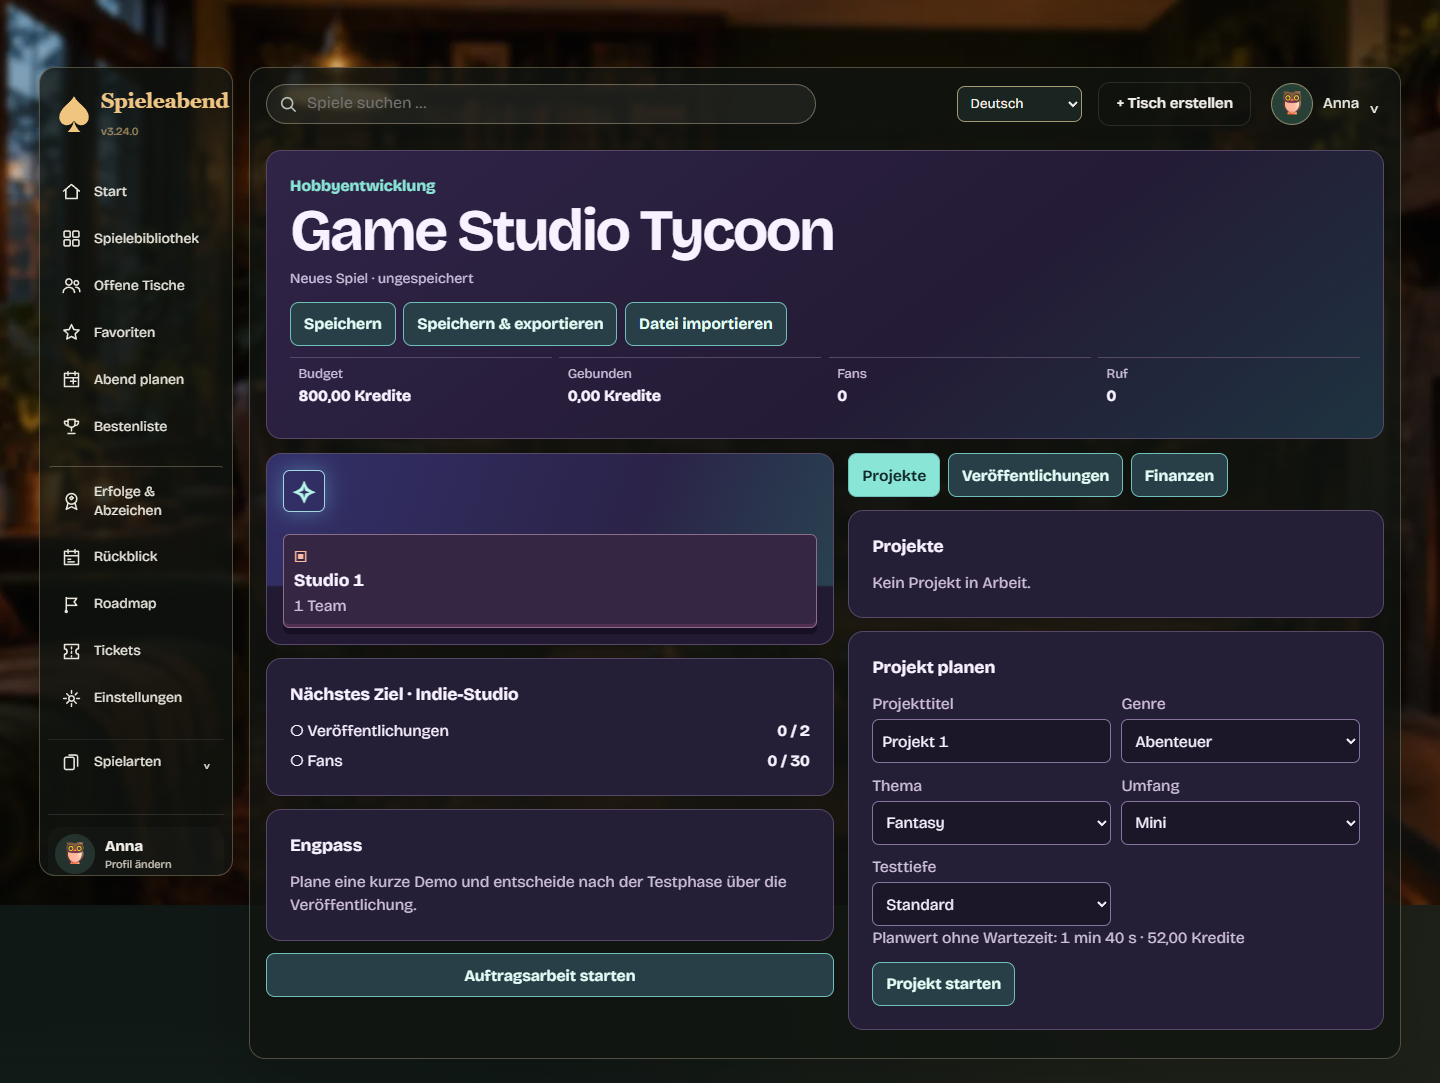 Spieleabend
v3.24.0
Start
Spielebibliothek
Offene Tische
Favoriten
Abend planen
Bestenliste
Erfolge &
Abzeichen
Rückblick
Roadmap
Tickets
Einstellungen
Spielarten
Anna
Profil ändern
Spiele suchen ...
Deutsch
+ Tisch erstellen
Anna
Hobbyentwicklung
Game Studio Tycoon
Neues Spiel · ungespeichert
Speichern
Speichern & exportieren
Datei importieren
Budget
800,00 Kredite
Gebunden
0,00 Kredite
Fans
0
Ruf
0
Studio 1
1 Team
Nächstes Ziel · Indie-Studio
Veröffentlichungen 0 / 2
Fans 0 / 30
Engpass
Plane eine kurze Demo und entscheide nach der Testphase über die
Veröffentlichung.
Auftragsarbeit starten
Projekte
Veröffentlichungen
Finanzen
Projekte
Kein Projekt in Arbeit.
Projekt planen
Projekttitel
Projekt 1
Genre
Abenteuer
Thema
Fantasy
Umfang
Mini
Testtiefe
Standard
Planwert ohne Wartezeit: 1 min 40 s · 52,00 Kredite
Projekt starten